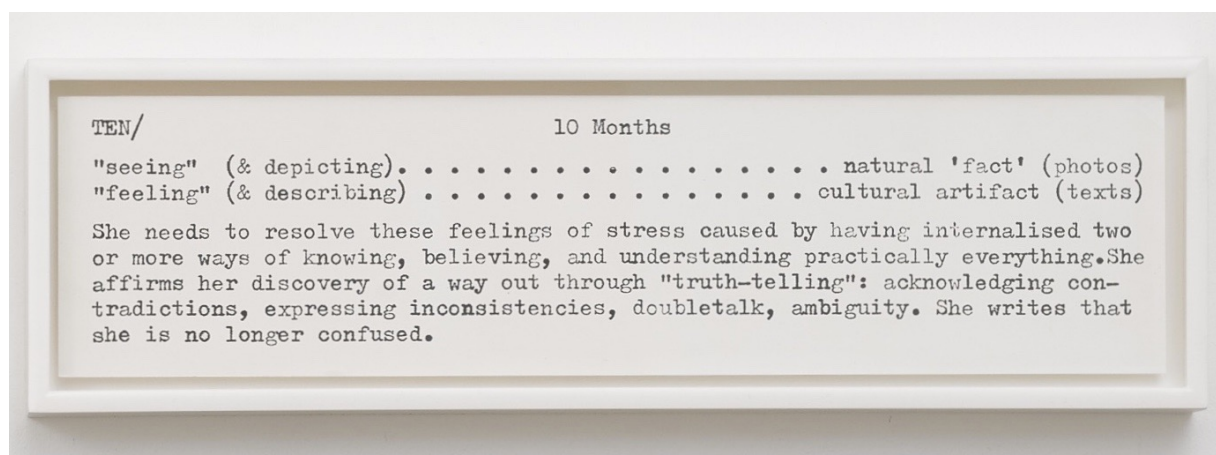 TEN/ 10 Months
"seeing" (& depicting). . . . . . . . . . . . . . . . . natural 'fact' (photos)
"feeling" (& describing) . . . . . . . . . . . . . . . cultural artifact (texts)
She needs to resolve these feelings of stress caused by having internalised two
or more ways of knowing, believing, and understanding practically everything.She
affirms her discovery of a way out through "truth-telling": acknowledging con-
tradictions, expressing inconsistencies, doubletalk, ambiguity. She writes that
she is no longer confused.